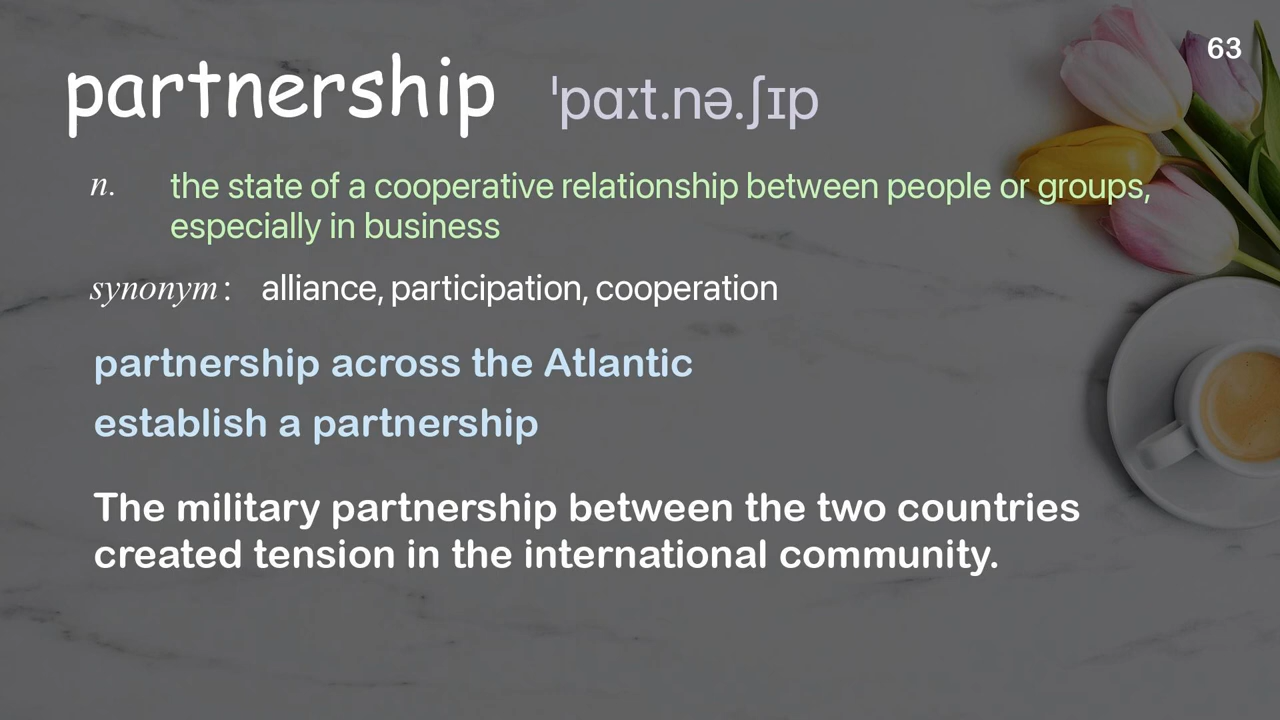 63
partnership ˈpɑːt.nə.ʃɪp
n. the state of a cooperative relationship between people or groups,
especially in business
synonym: alliance, participation, cooperation
partnership across the Atlantic
establish a partnership
The military partnership between the two countries
created tension in the international community.